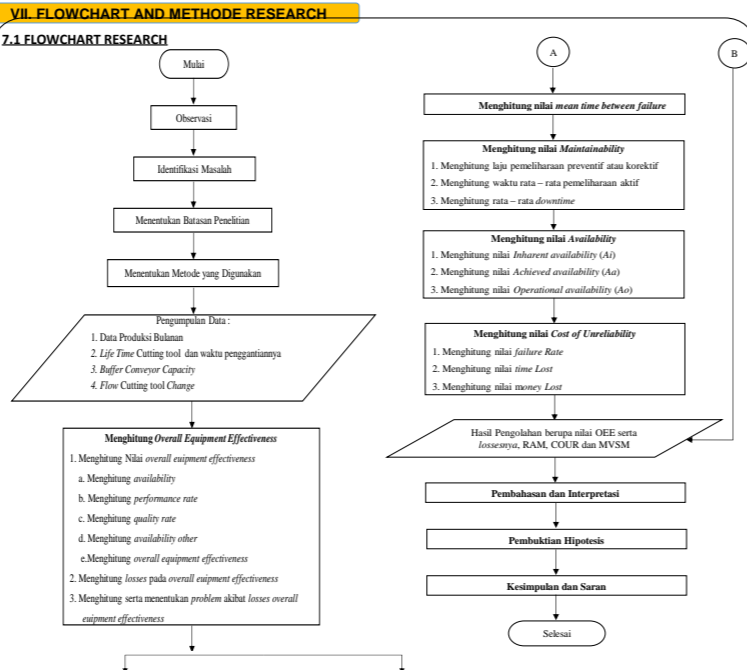 VII. FLOWCHART AND METHODE RESEARCH
7.1 FLOWCHART RESEARCH
Mulai
Observasi
Identifikasi Masalah
Menentukan Batasan Penelitian
Menentukan Metode yang Digunakan
Pengumpulan Data :
1. Data Produksi Bulanan
2. Life Time Cutting tool dan waktu penggantiannya
3. Buffer Conveyor Capacity
4. Flow Cutting tool Change
Menghitung Overall Equipment Effectiveness
1. Menghitung Nilai overall euipment effectiveness
a. Menghitung availability
b. Menghitung performance rate
c. Menghitung quality rate
d. Menghitung availability other
e.Menghitung overall equipment effectiveness
2. Menghitung losses pada overall euipment effectiveness
3. Menghitung serta menentukan problem akibat losses overall
euipment effectiveness
A
B
Menghitung nilai mean time between failure
Menghitung nilai Maintainability
1. Menghitung laju pemeliharaan preventif atau korektif
2. Menghitung waktu rata – rata pemeliharaan aktif
3. Menghitung rata – rata downtime
Menghitung nilai Availability
1. Menghitung nilai Inharent availability (Ai)
2. Menghitung nilai Achieved availability (Aa)
3. Menghitung nilai Operational availability (Ao)
Menghitung nilai Cost of Unreliability
1. Menghitung nilai failure Rate
2. Menghitung nilai time Lost
3. Menghitung nilai money Lost
Hasil Pengolahan berupa nilai OEE serta
lossesnya, RAM, COUR dan MVSM
Pembahasan dan Interpretasi
Pembuktian Hipotesis
Kesimpulan dan Saran
Selesai